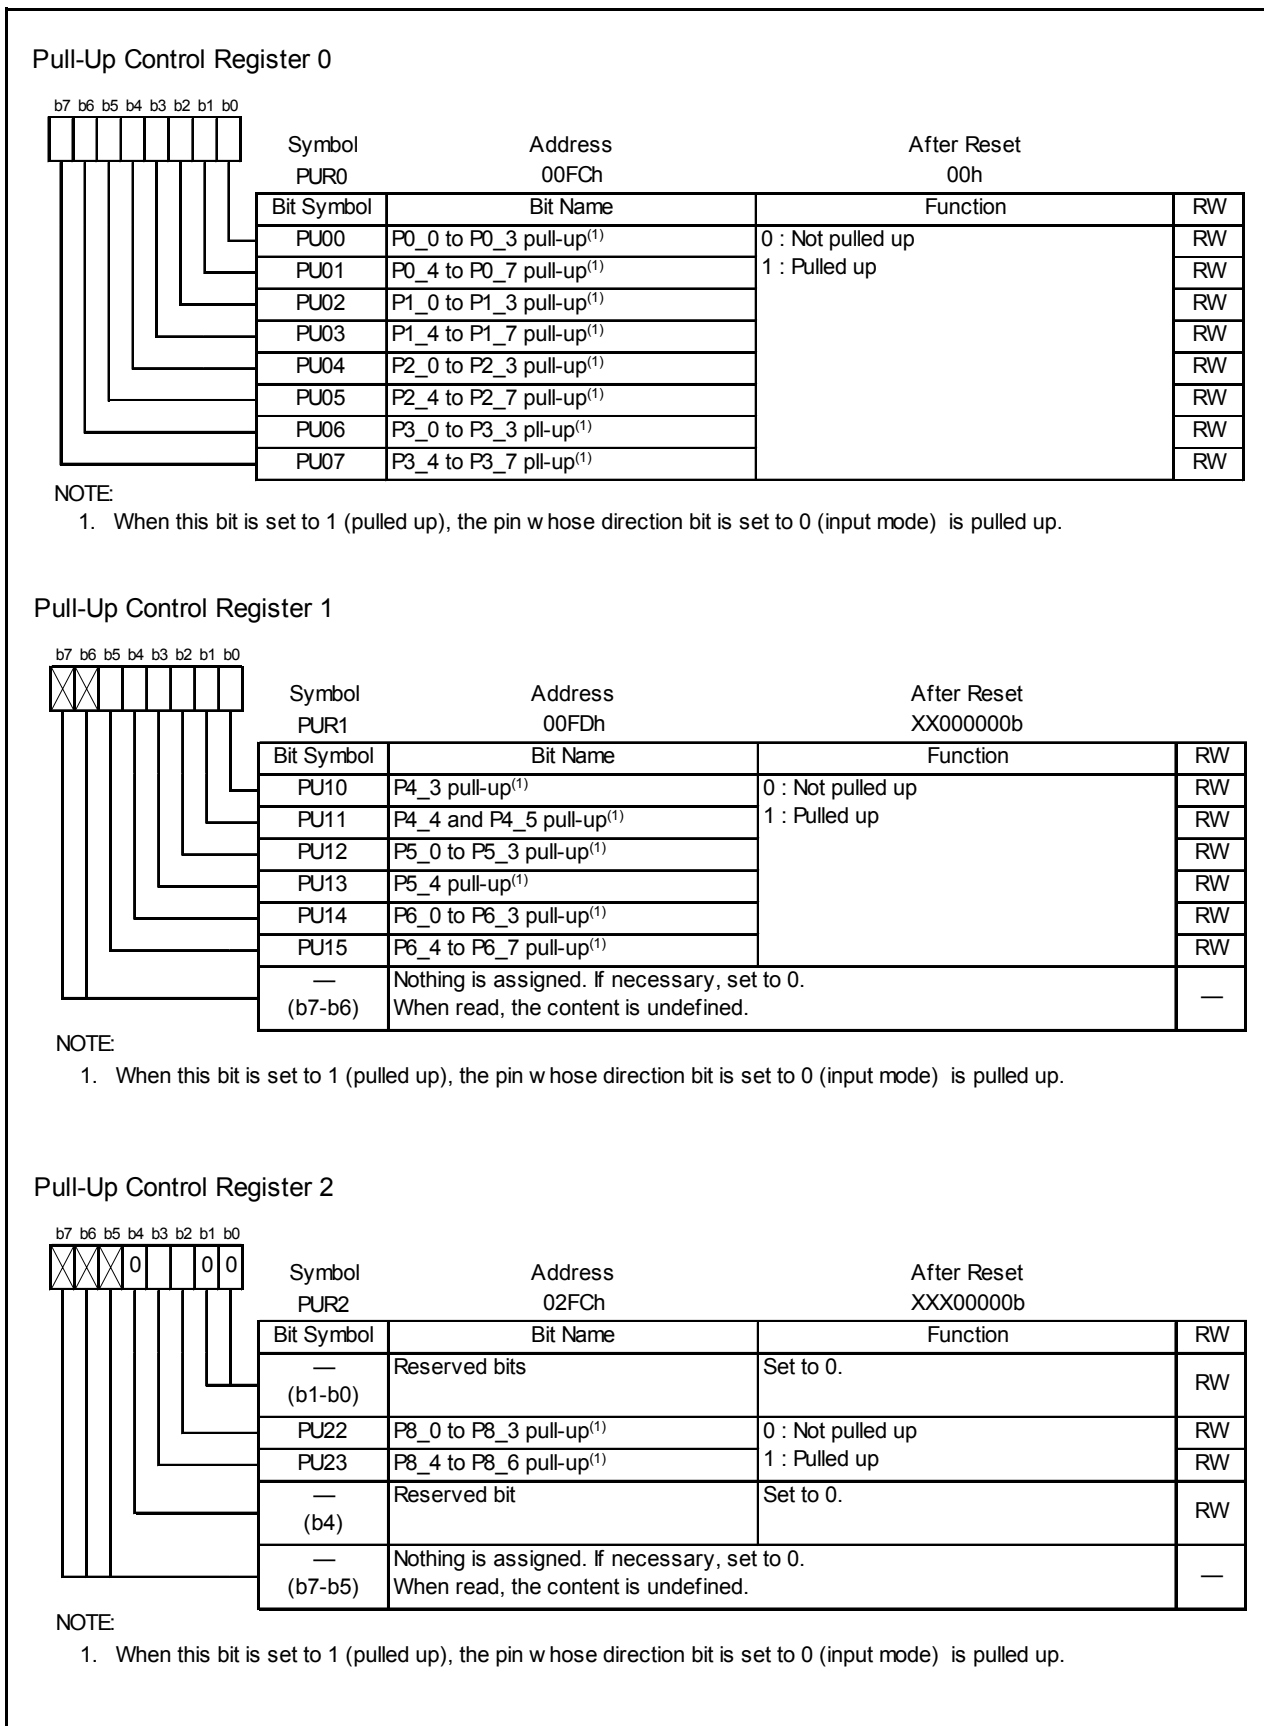 Pull-Up Control Register 0
b7 b6 b5 b4 b3 b2 b1 b0
Symbol Address After Reset
PUR0 00FCh 00h
Bit Symbol Bit Name Function RW
PU00 P0_0 to P0_3 pull-up(1) 0 : Not pulled up RW
PU01 P0_4 to P0_7 pull-up(1) 1 : Pulled up RW
PU02 P1_0 to P1_3 pull-up(1) RW
PU03 P1_4 to P1_7 pull-up(1) RW
PU04 P2_0 to P2_3 pull-up(1) RW
PU05 P2_4 to P2_7 pull-up(1) RW
PU06 P3_0 to P3_3 pll-up(1) RW
PU07 P3_4 to P3_7 pll-up(1) RW
NOTE:
1. When this bit is set to 1 (pulled up), the pin w hose direction bit is set to 0 (input mode) is pulled up.
Pull-Up Control Register 1
b7 b6 b5 b4 b3 b2 b1 b0
Symbol Address After Reset
PUR1 00FDh XX000000b
Bit Symbol Bit Name Function RW
PU10 P4_3 pull-up(1) 0 : Not pulled up RW
PU11 P4_4 and P4_5 pull-up(1) 1 : Pulled up RW
PU12 P5_0 to P5_3 pull-up(1) RW
PU13 P5_4 pull-up(1) RW
PU14 P6_0 to P6_3 pull-up(1) RW
PU15 P6_4 to P6_7 pull-up(1) RW
— Nothing is assigned. If necessary, set to 0. —
(b7-b6) When read, the content is undefined.
NOTE:
1. When this bit is set to 1 (pulled up), the pin w hose direction bit is set to 0 (input mode) is pulled up.
Pull-Up Control Register 2
b7 b6 b5 b4 b3 b2 b1 b0
0 0 0
Symbol Address After Reset
PUR2 02FCh XXX00000b
Bit Symbol Bit Name Function RW
— Reserved bits Set to 0. RW
(b1-b0)
PU22 P8_0 to P8_3 pull-up(1) 0 : Not pulled up RW
PU23 P8_4 to P8_6 pull-up(1) 1 : Pulled up RW
— Reserved bit Set to 0. RW
(b4)
— Nothing is assigned. If necessary, set to 0. —
(b7-b5) When read, the content is undefined.
NOTE:
1. When this bit is set to 1 (pulled up), the pin w hose direction bit is set to 0 (input mode) is pulled up.